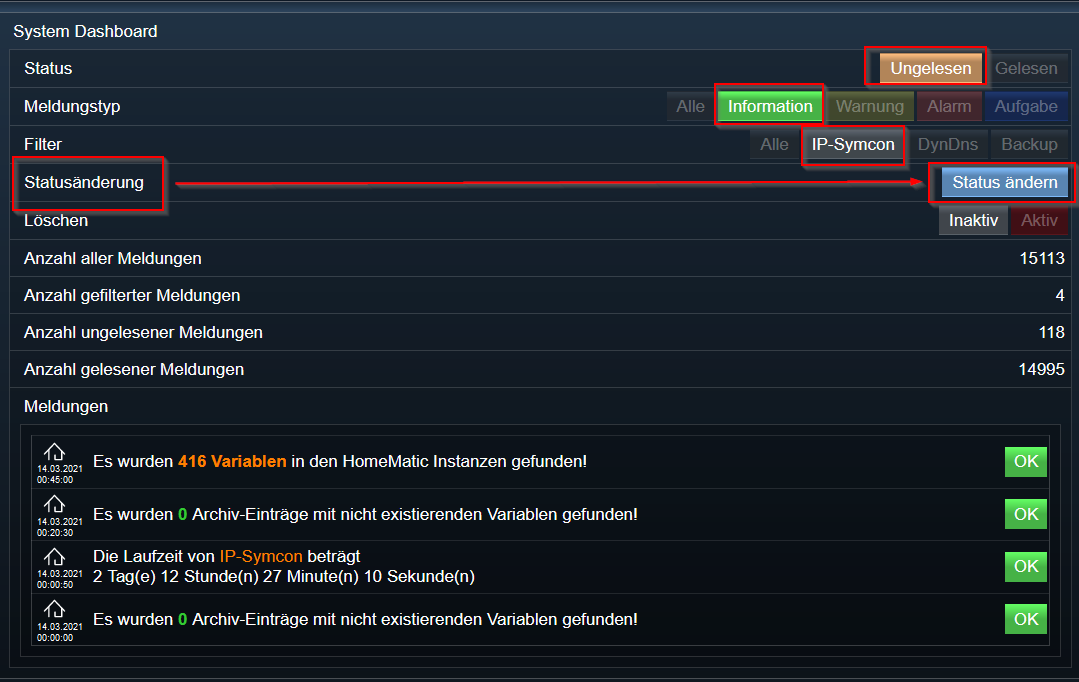 System Dashboard
Status Ungelesen Gelesen
Meldungstyp Alle Information Warnung Alarm Aufgabe
Filter Alle IP-Symcon DynDns Backup
Statusänderung Status ändern
Löschen Inaktiv Aktiv
Anzahl aller Meldungen 15113
Anzahl gefilterter Meldungen 4
Anzahl ungelesener Meldungen 118
Anzahl gelesener Meldungen 14995
Meldungen
14.03.2021
00:45:00
Es wurden 416 Variablen in den HomeMatic Instanzen gefunden! OK
14.03.2021
00:20:30
Es wurden 0 Archiv-Einträge mit nicht existierenden Variablen gefunden! OK
14.03.2021
00:00:50
Die Laufzeit von IP-Symcon beträgt
2 Tag(e) 12 Stunde(n) 27 Minute(n) 10 Sekunde(n) OK
14.03.2021
00:00:00
Es wurden 0 Archiv-Einträge mit nicht existierenden Variablen gefunden! OK